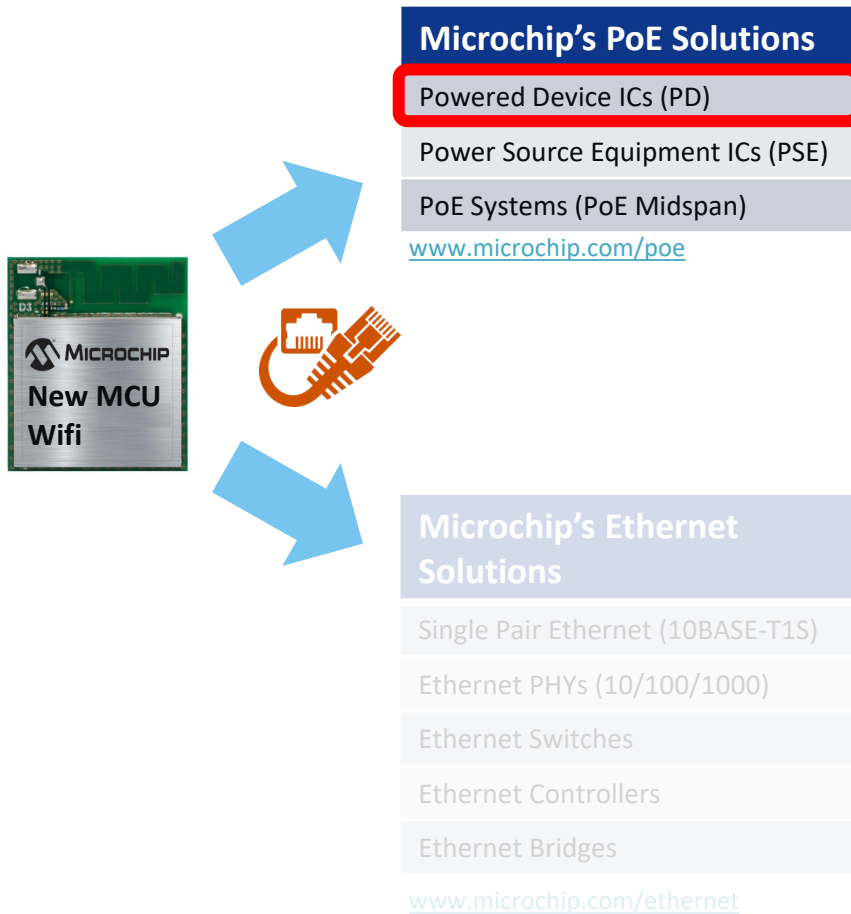 Microchip's PoE Solutions
Powered Device ICs (PD)
Power Source Equipment ICs (PSE)
PoE Systems (PoE Midspan)
www.microchip.com/poe
D3
MICROCHIP
New MCU
Wifi
Microchip's Ethernet
Solutions
Single Pair Ethernet (10BASE-T1S)
Ethernet PHYs (10/100/1000)
Ethernet Switches
Ethernet Controllers
Ethernet Bridges
www.microchip.com/ethernet